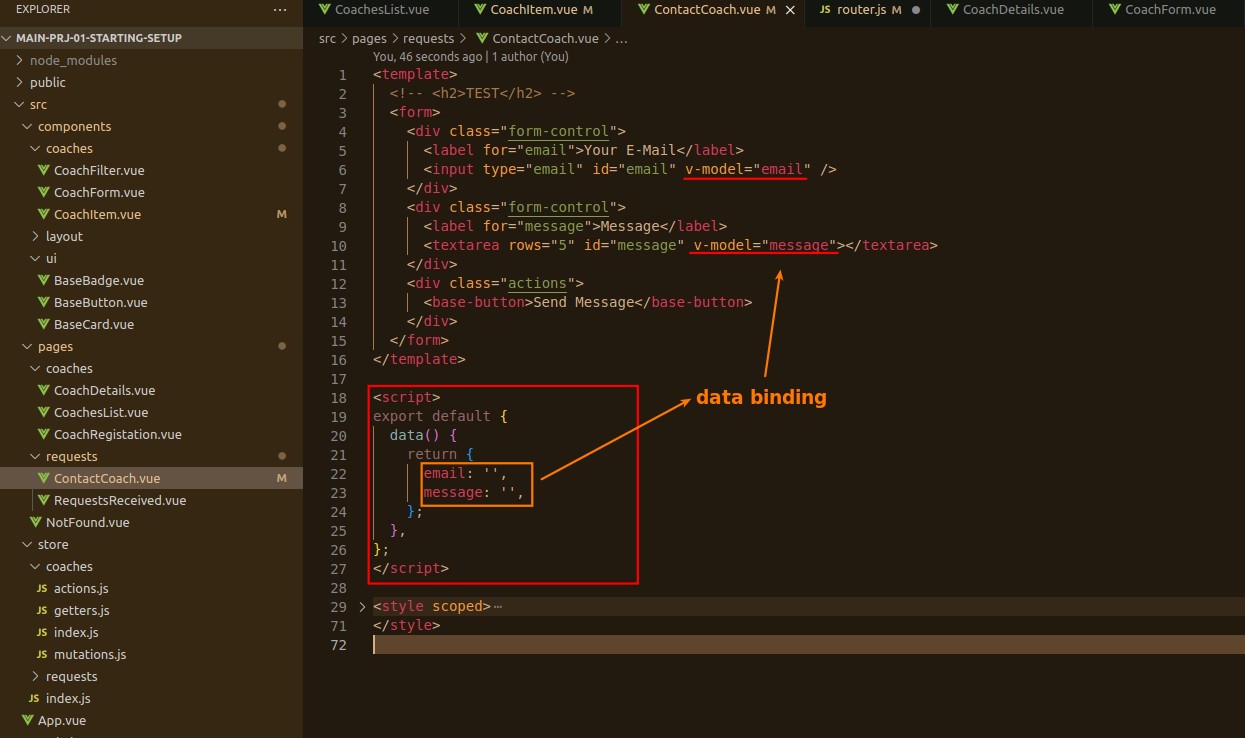 EXPLORER ···
MAIN-PRJ-01-STARTING-SETUP
node_modules
public
src
components
coaches
CoachFilter.vue
CoachForm.vue
CoachItem.vue M
layout
ui
BaseBadge.vue
BaseButton.vue
BaseCard.vue
pages
coaches
CoachDetails.vue
CoachesList.vue
CoachRegistation.vue
requests
ContactCoach.vue M
RequestsReceived.vue
NotFound.vue
store
coaches
JS actions.js
JS getters.js
JS index.js
JS mutations.js
requests
JS index.js
App.vue
CoachesList.vue CoachItem.vue M ContactCoach.vue M JS router.js M CoachDetails.vue CoachForm.vue
src > pages > requests > ContactCoach.vue > ...
You, 46 seconds ago | 1 author (You)
1 <template>
2 <!-- <h2>TEST</h2> -->
3 <form>
4 <div class="form-control">
5 <label for="email">Your E-Mail</label>
6 <input type="email" id="email" v-model="email" />
7 </div>
8 <div class="form-control">
9 <label for="message">Message</label>
10 <textarea rows="5" id="message" v-model="message"></textarea>
11 </div>
12 <div class="actions">
13 <base-button>Send Message</base-button>
14 </div>
15 </form>
16 </template>
17
18 <script>
19 export default {
20 data() {
21 return {
22 email: '',
23 message: '',
24 };
25 },
26 };
27 </script>
28
29 <style scoped>···
71 </style>
72
data binding